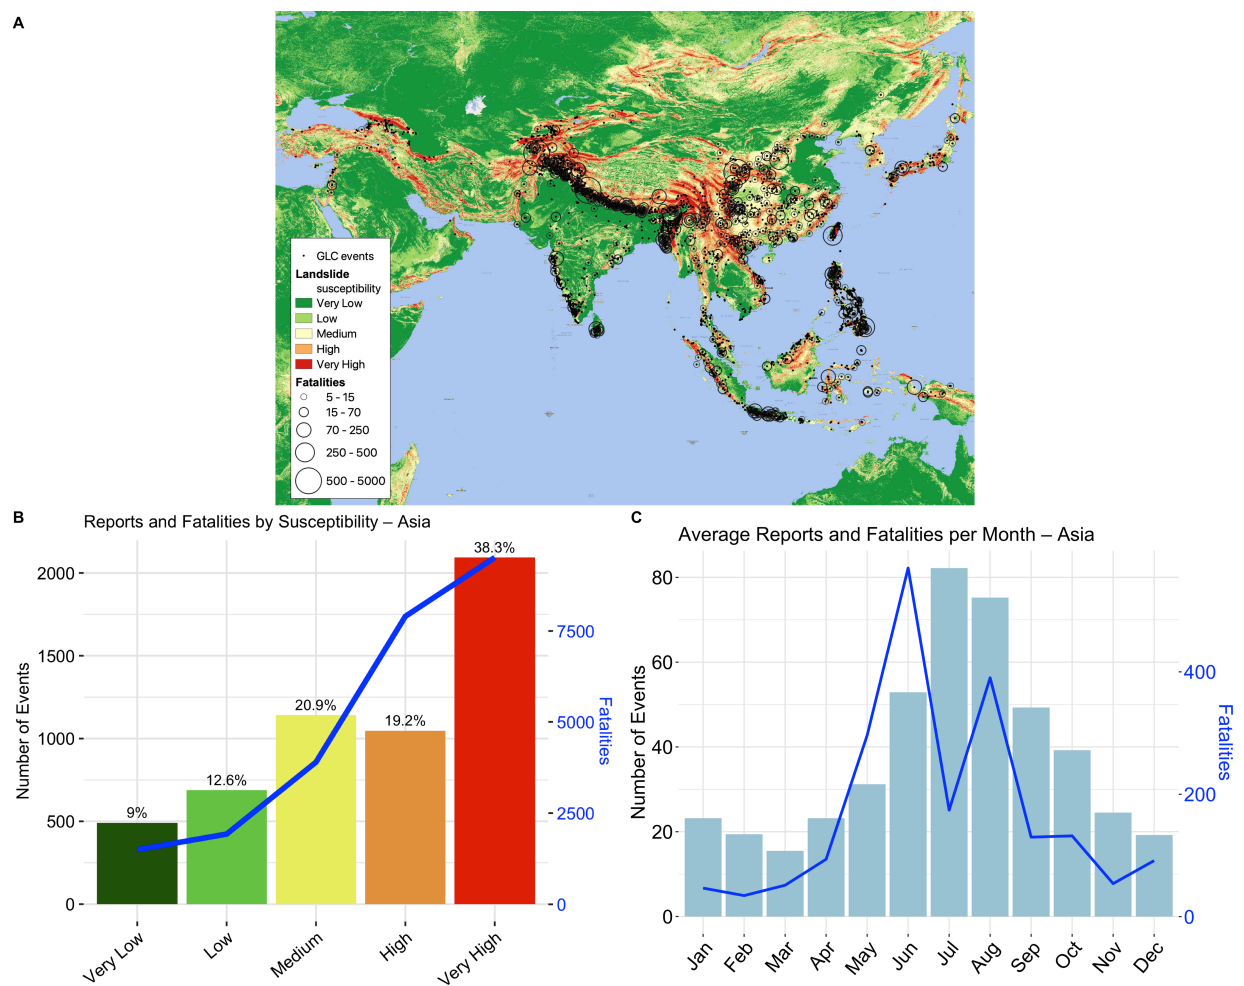 A
GLC events
Landslide
susceptibility
Very Low
Low
Medium
High
Very High
Fatalities
5 - 15
15 - 70
70 - 250
250 - 500
500 - 5000
B
Reports and Fatalities by Susceptibility – Asia
Number of Events
2000
1500
1000
500
0
9%
12.6%
20.9%
19.2%
38.3%
7500
5000
2500
0
Fatalities
Very Low
Low
Medium
High
Very High
C
Average Reports and Fatalities per Month – Asia
Number of Events
80
60
40
20
0
400
200
0
Fatalities
Jan
Feb
Mar
Apr
May
Jun
Jul
Aug
Sep
Oct
Nov
Dec